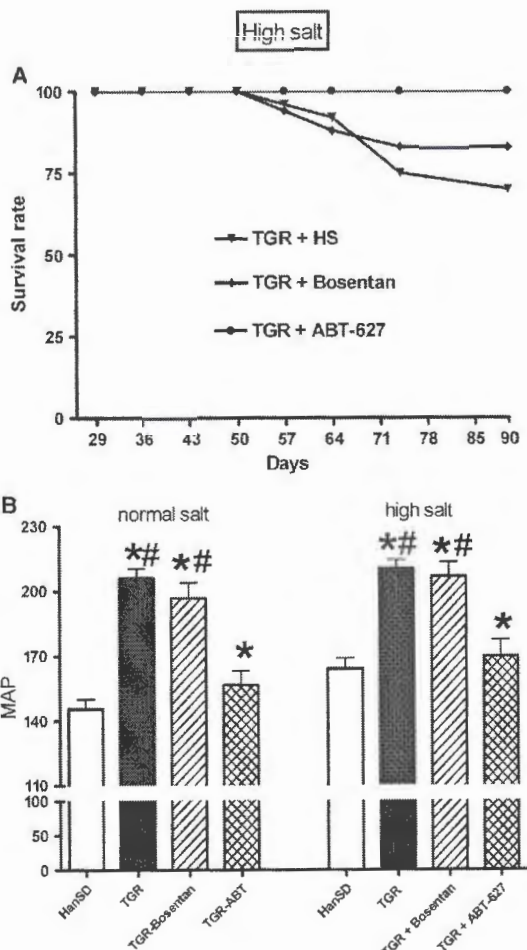 High salt
A
100
75
50
25
0
Survival rate
TGR + HS
TGR + Bosentan
TGR + ABT-627
29 36 43 50 57 64 71 78 85 90
Days
B
normal salt high salt
230
200
170
140
110
100
50
0
MAP
*# *# * *# *# *
HanSD TGR TGR-Bosentan TGR-ABT HanSD TGR TGR + Bosentan TGR + ABT-627